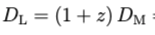 D_L = (1 + z) D_M =